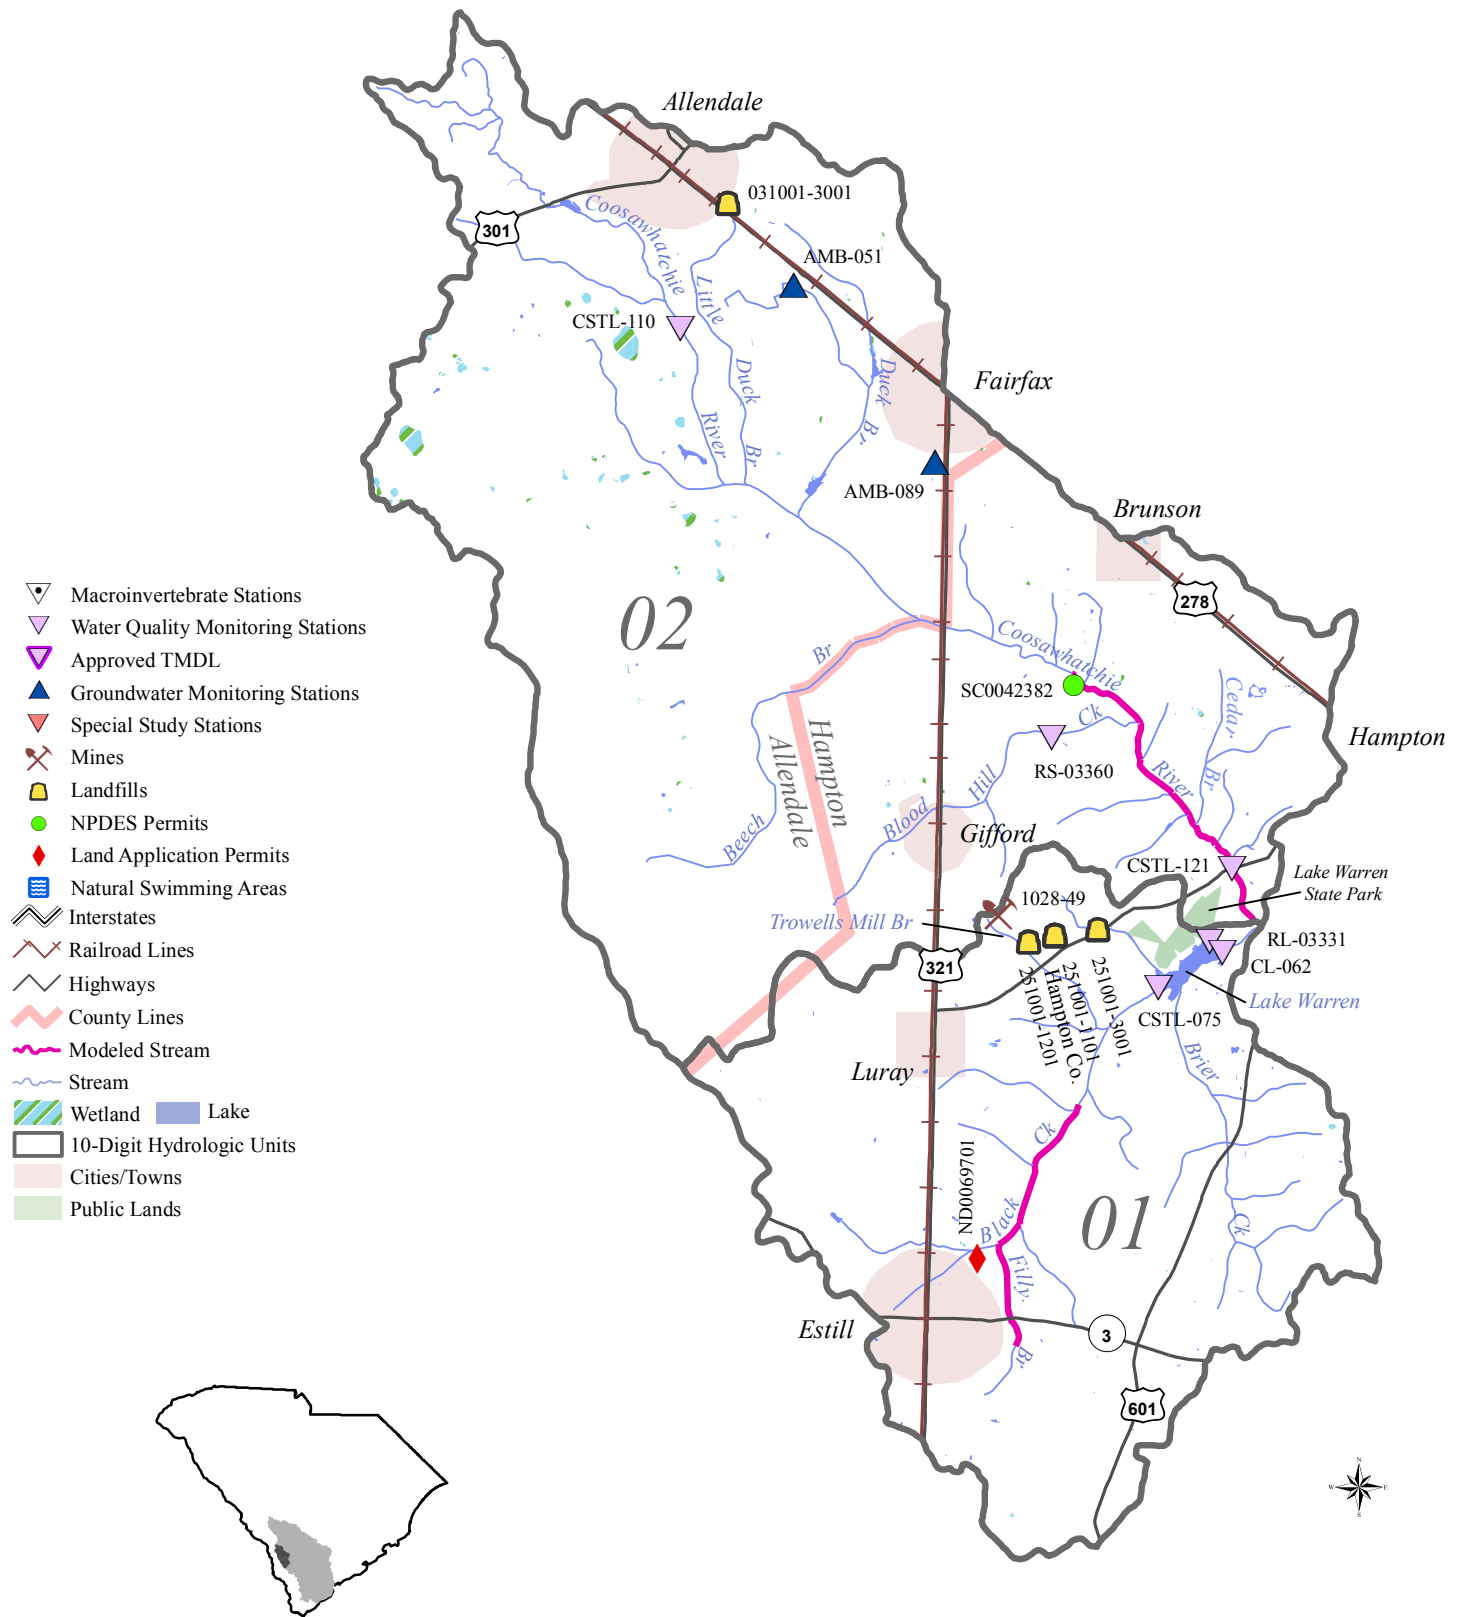 Allendale
031001-3001
301
Coosawhatchie
AMB-051
Little
CSTL-110
Duck
Duck
Fairfax
River
Br
Br
AMB-089
Brunson
Macroinvertebrate Stations
Water Quality Monitoring Stations
Approved TMDL
Groundwater Monitoring Stations
Special Study Stations
Mines
Landfills
NPDES Permits
Land Application Permits
Natural Swimming Areas
Interstates
Railroad Lines
Highways
County Lines
Modeled Stream
Stream
Wetland
Lake
10-Digit Hydrologic Units
Cities/Towns
Public Lands
278
02
Coosawhatchie
Br
SC0042382
Cedar
Ck
Hampton
Hampton
Allendale
RS-03360
River
Br
Hill
Blood
Beech
Gifford
CSTL-121
Lake Warren
State Park
1028-49
Trowells Mill Br
RL-03331
321
CL-062
251001-1201
251001-1101
Hampton Co.
251001-3001
Lake Warren
CSTL-075
Brier
Luray
Ck
ND0069701
Black
01
Ck
Filly
Estill
3
Br
601
N
W
E
S